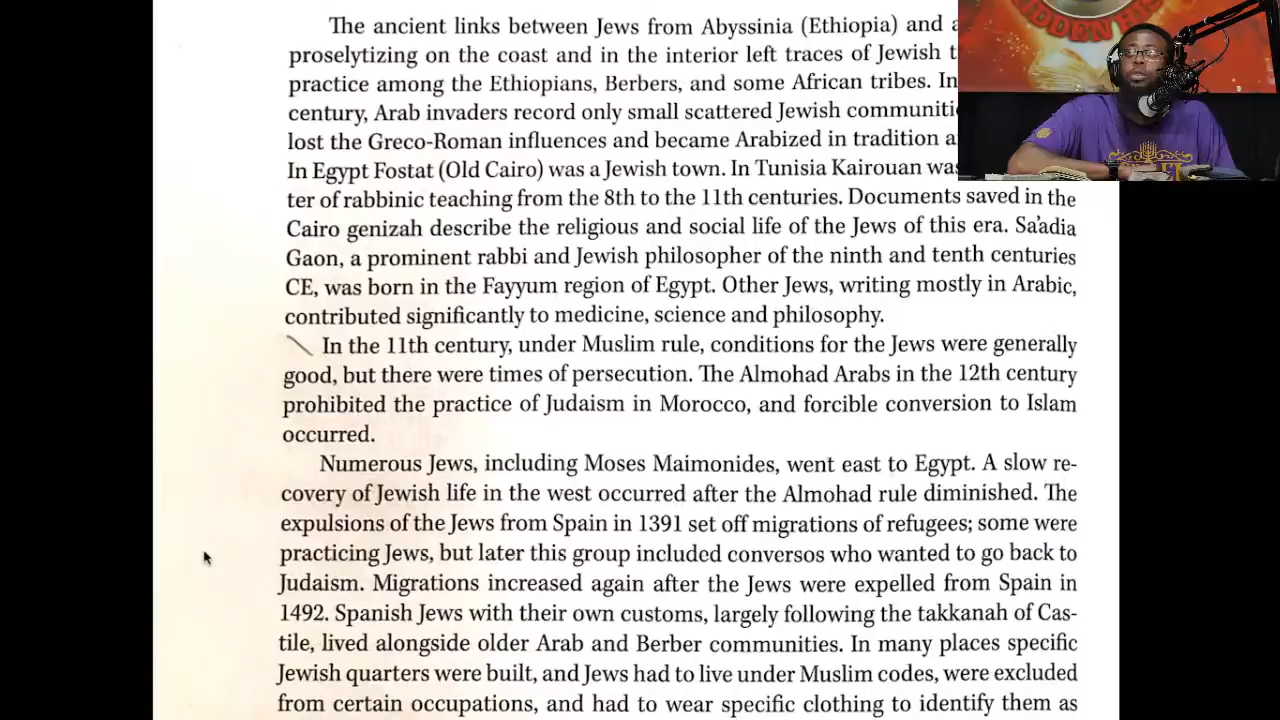 The ancient links between Jews from Abyssinia (Ethiopia) and
proselytizing on the coast and in the interior left traces of Jewish
practice among the Ethiopians, Berbers, and some African tribes. In
century, Arab invaders record only small scattered Jewish
lost the Greco-Roman influences and became Arabized in tradition
In Egypt Fostat (Old Cairo) was a Jewish town. In Tunisia Kairouan was
ter of rabbinic teaching from the 8th to the 11th centuries. Documents saved in the
Cairo genizah describe the religious and social life of the Jews of this era. Sa'adia
Gaon, a prominent rabbi and Jewish philosopher of the ninth and tenth centuries
CE, was born in the Fayyum region of Egypt. Other Jews, writing mostly in Arabic,
contributed significantly to medicine, science and philosophy.
In the 11th century, under Muslim rule, conditions for the Jews were generally
good, but there were times of persecution. The Almohad Arabs in the 12th century
prohibited the practice of Judaism in Morocco, and forcible conversion to Islam
occurred.
Numerous Jews, including Moses Maimonides, went east to Egypt. A slow re-
covery of Jewish life in the west occurred after the Almohad rule diminished. The
expulsions of the Jews from Spain in 1391 set off migrations of refugees; some were
practicing Jews, but later this group included conversos who wanted to go back to
Judaism. Migrations increased again after the Jews were expelled from Spain in
1492. Spanish Jews with their own customs, largely following the takkanah of Cas-
tile, lived alongside older Arab and Berber communities. In many places specific
Jewish quarters were built, and Jews had to live under Muslim codes, were excluded
from certain occupations, and had to wear specific clothing to identify them as